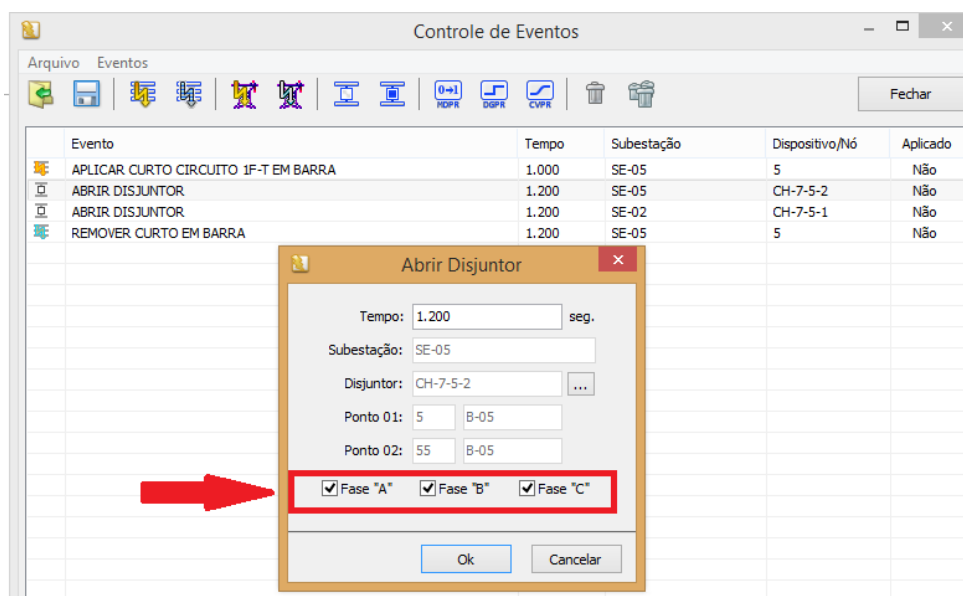 Controle de Eventos
Arquivo Eventos
0→1 MDPR DGPR CVPR Fechar
Evento Tempo Subestação Dispositivo/Nó Aplicado
APLICAR CURTO CIRCUITO 1F-T EM BARRA 1.000 SE-05 5 Não
ABRIR DISJUNTOR 1.200 SE-05 CH-7-5-2 Não
ABRIR DISJUNTOR 1.200 SE-02 CH-7-5-1 Não
REMOVER CURTO EM BARRA 1.200 SE-05 5 Não
Abrir Disjuntor
Tempo: 1.200 seg.
Subestação: SE-05
Disjuntor: CH-7-5-2 ...
Ponto 01: 5 B-05
Ponto 02: 55 B-05
Fase "A" Fase "B" Fase "C"
Ok Cancelar